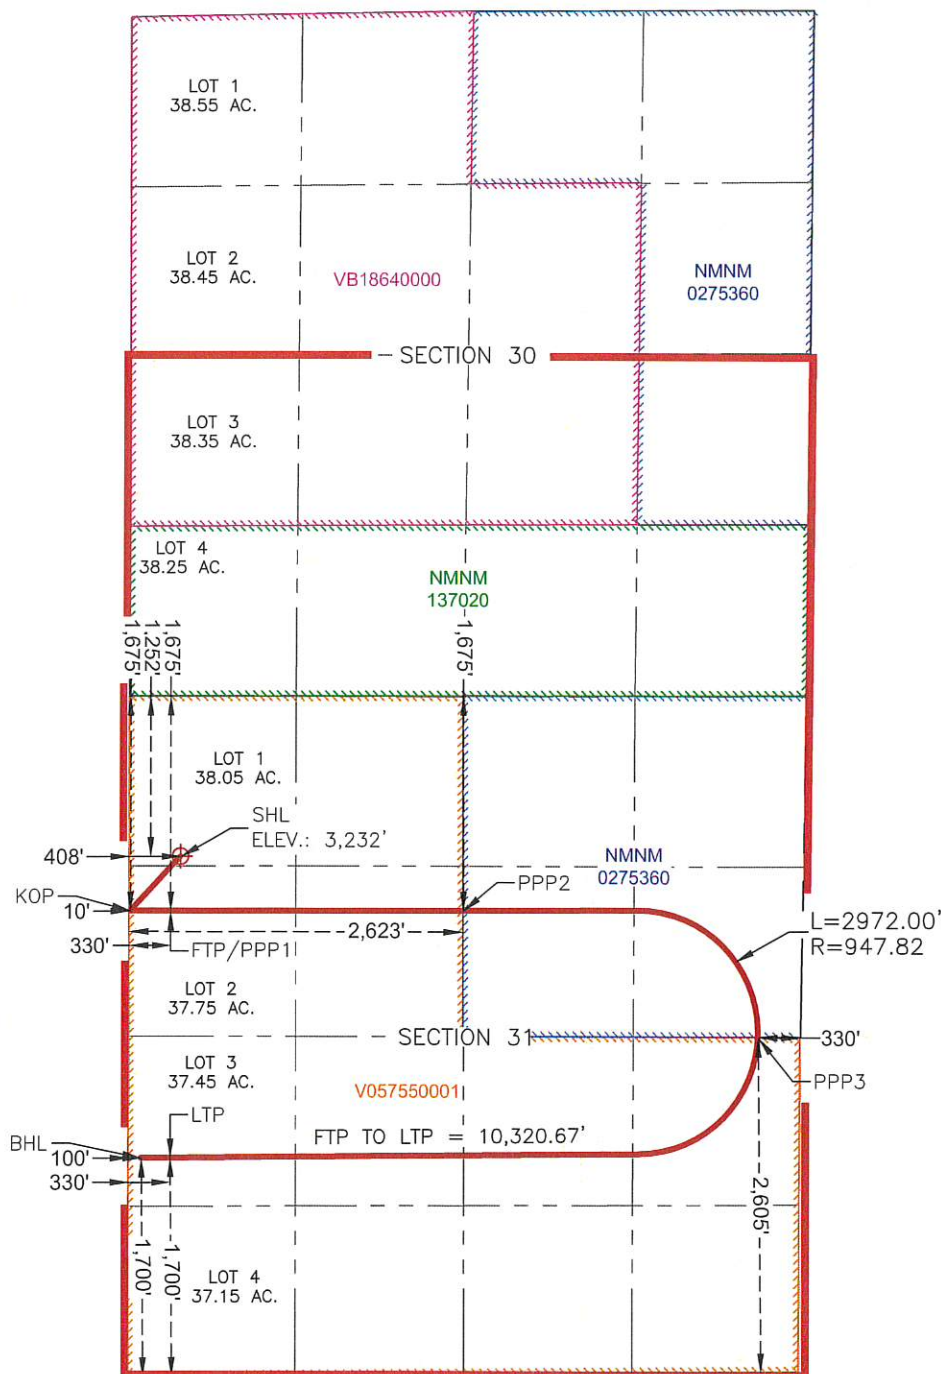 LOT 1
38.55 AC.
LOT 2
38.45 AC.
VB18640000
NMNM
0275360
SECTION 30
LOT 3
38.35 AC.
LOT 4
38.25 AC.
NMNM
137020
1,675'
1,252'
1,675'
1,675'
LOT 1
38.05 AC.
SHL
ELEV.: 3,232'
408'
NMNM
0275360
KOP
PPP2
10'
L=2972.00'
R=947.82
2,623'
330'
FTP/PPP1
LOT 2
37.75 AC.
SECTION 31
330'
LOT 3
37.45 AC.
PPP3
V057550001
LTP
FTP TO LTP = 10,320.67'
BHL
100'
330'
2,605'
1,700'
1,700'
LOT 4
37.15 AC.